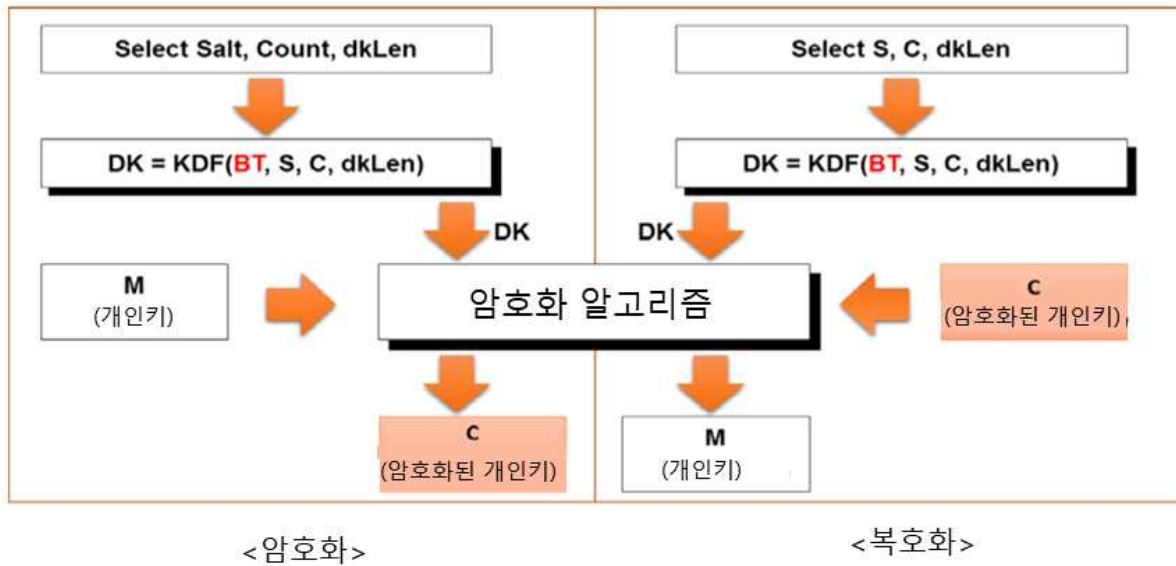 Select Salt, Count, dkLen
DK = KDF(BT, S, C, dkLen)
DK
M
(개인키)
암호화 알고리즘
C
(암호화된 개인키)
<암호화>
Select S, C, dkLen
DK = KDF(BT, S, C, dkLen)
DK
C
(암호화된 개인키)
M
(개인키)
<복호화>